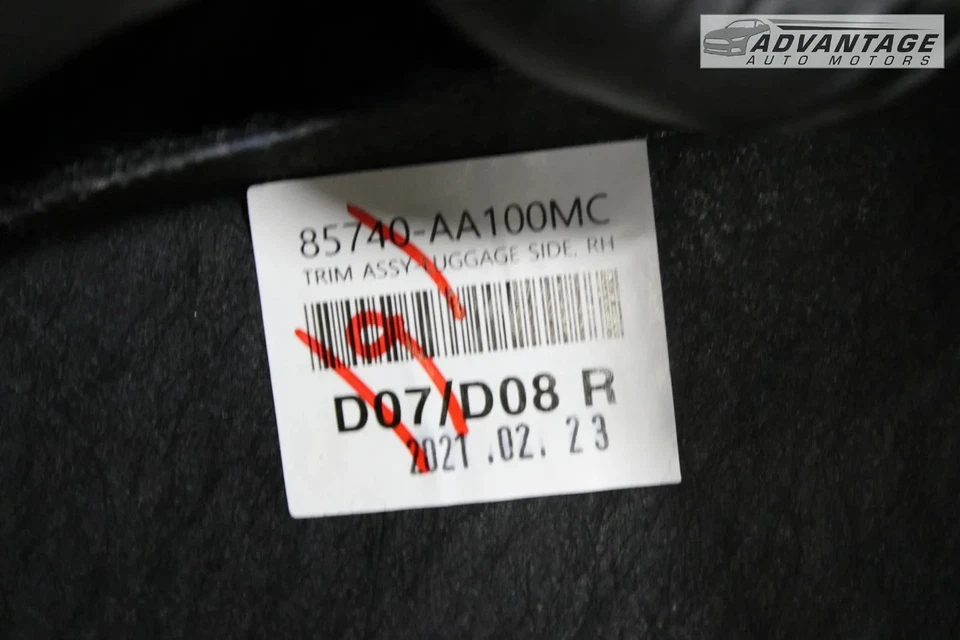 ADVANTAGE
AUTO MOTORS
85740-AA100MC
TRIM ASSY-LUGGAGE SIDE, RH
D07/D08 R
2021 .02. 23